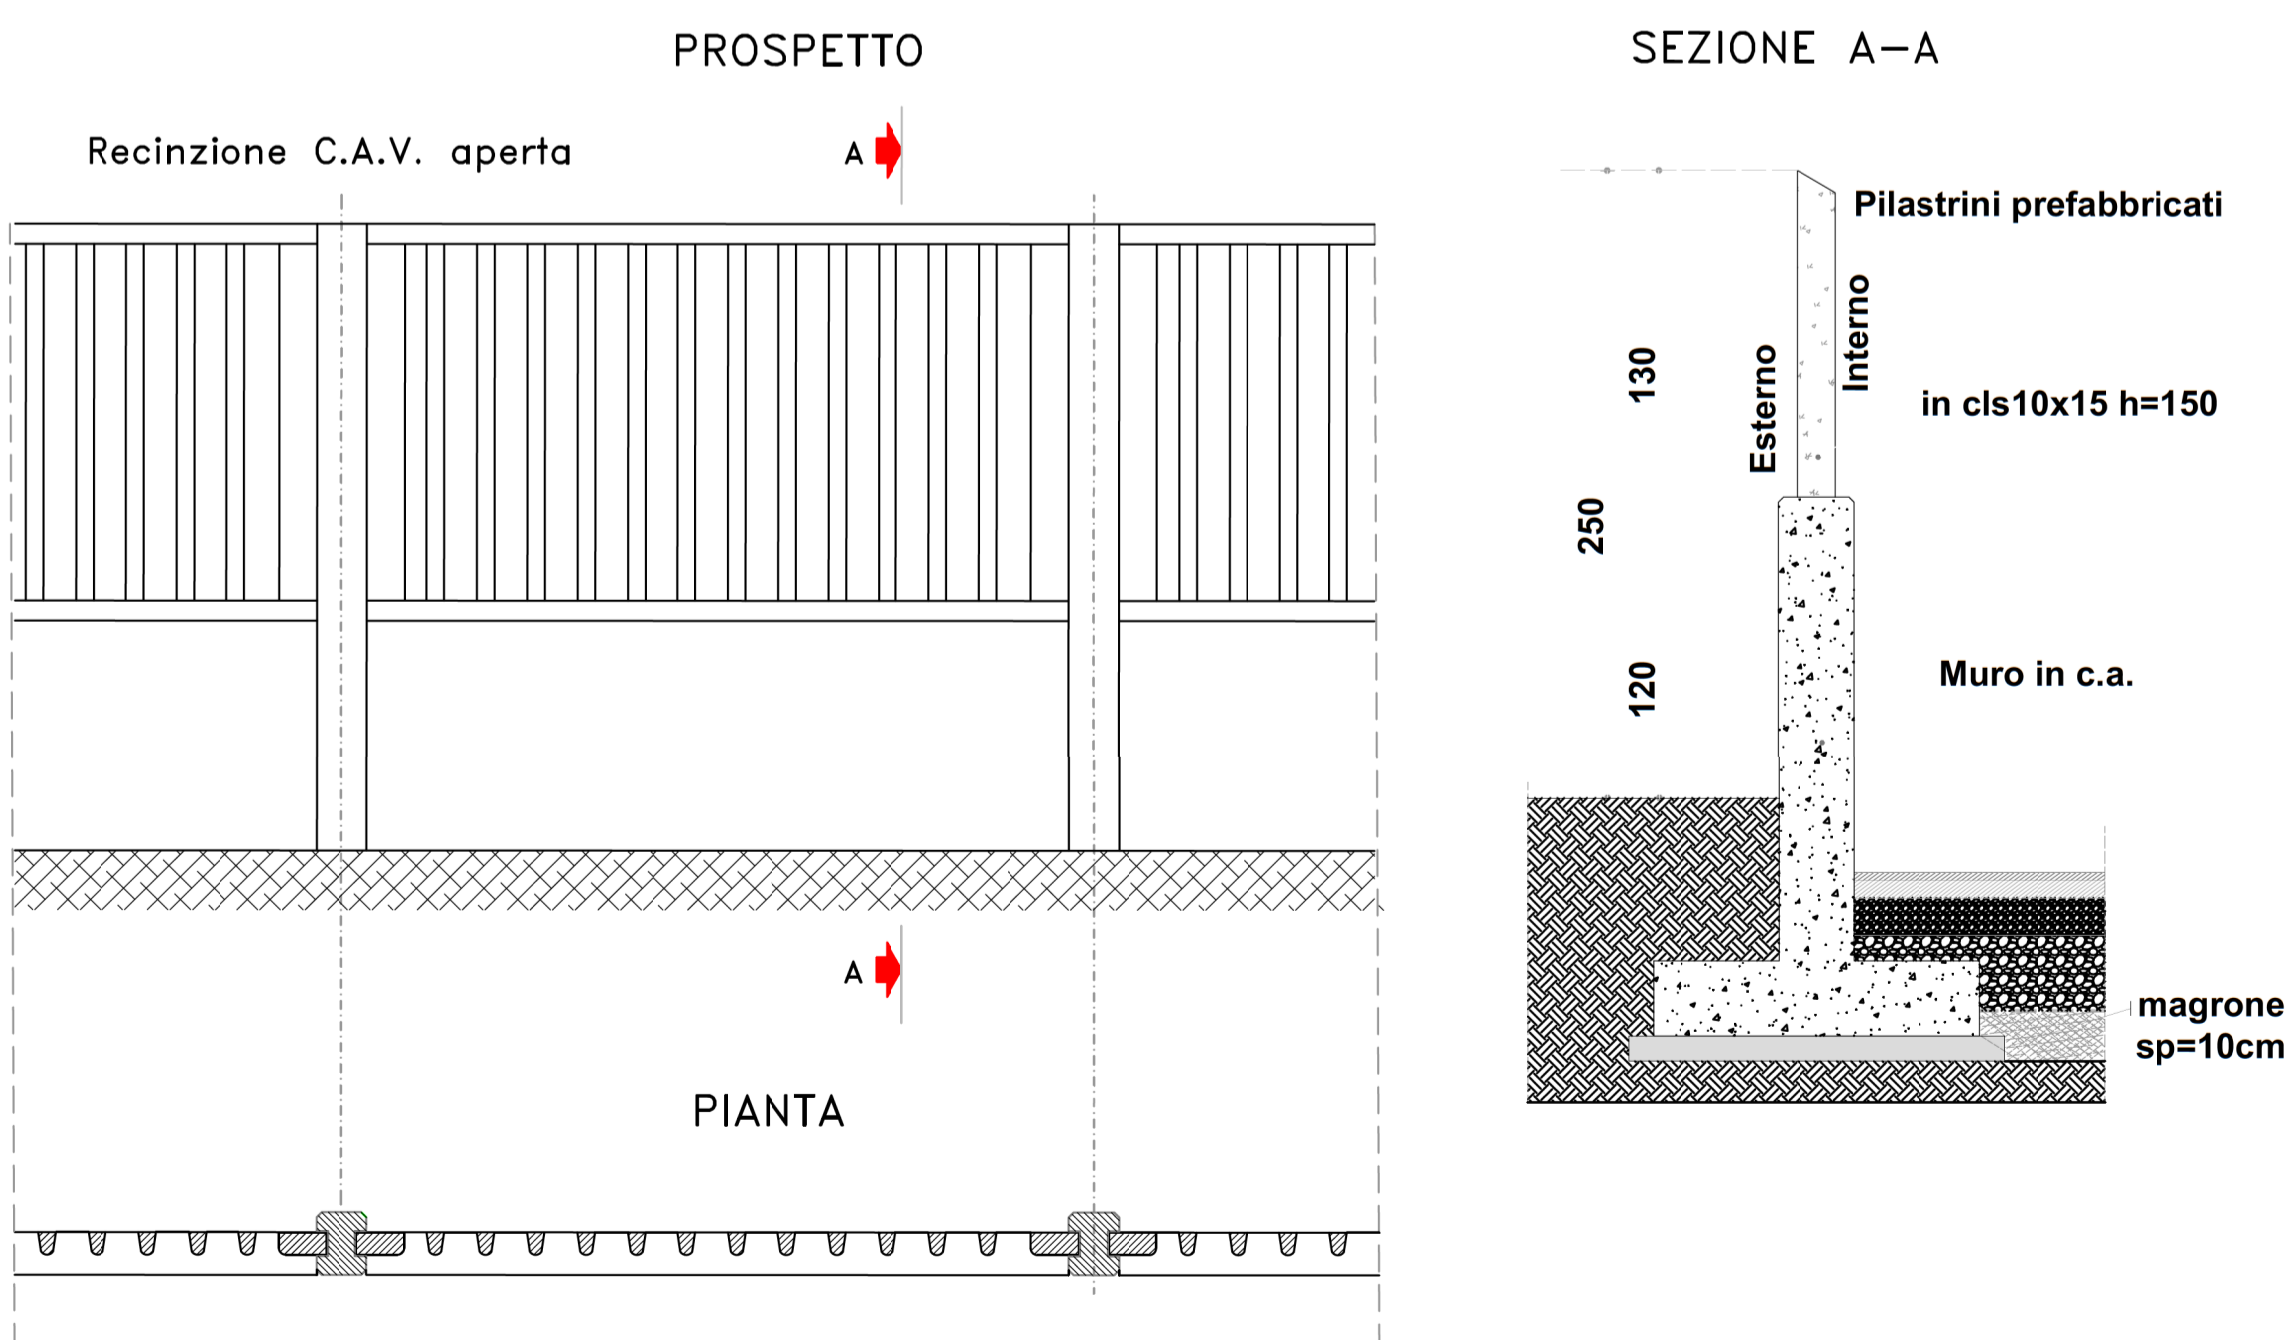 PROSPETTO
SEZIONE A-A
Recinzione C.A.V. aperta
A
Pilastrini prefabbricati
Interno
130
Esterno
in cls10x15 h=150
250
120
Muro in c.a.
A
magrone
sp=10cm
PIANTA